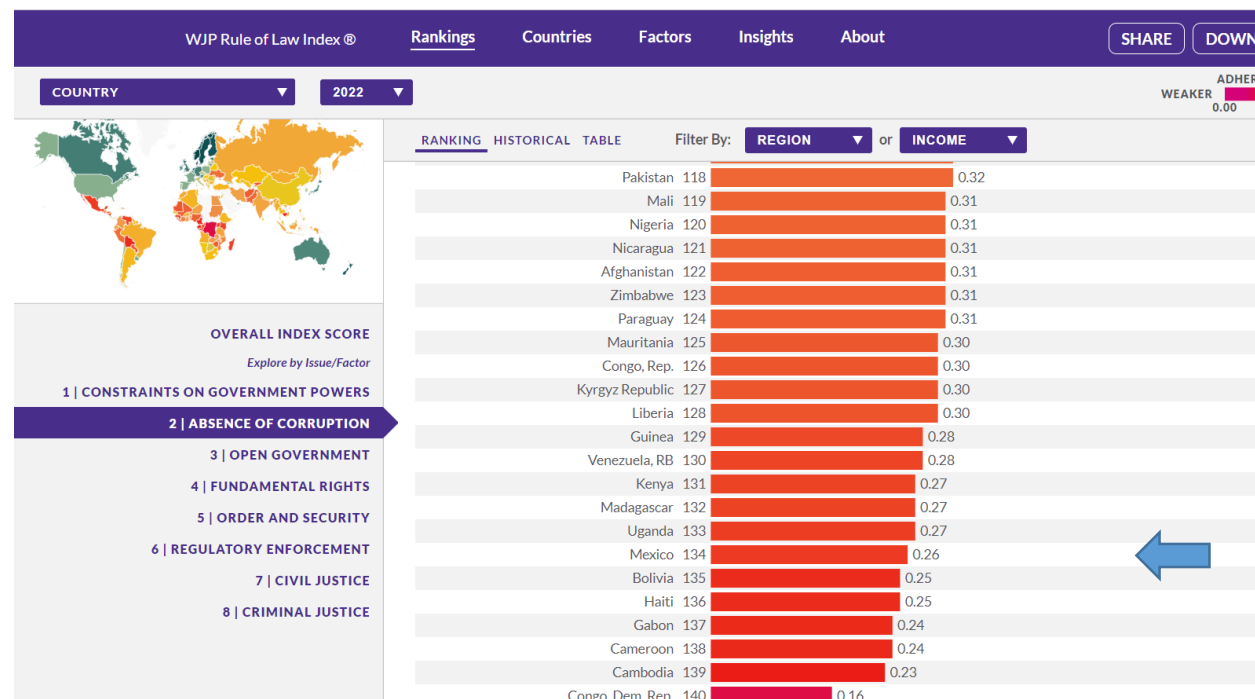 WJP Rule of Law Index ® Rankings Countries Factors Insights About SHARE
COUNTRY 2022
WEAKER
0.00
RANKING HISTORICAL TABLE Filter By: REGION or INCOME
OVERALL INDEX SCORE
Explore by Issue/Factor
1 | CONSTRAINTS ON GOVERNMENT POWERS
2 | ABSENCE OF CORRUPTION
3 | OPEN GOVERNMENT
4 | FUNDAMENTAL RIGHTS
5 | ORDER AND SECURITY
6 | REGULATORY ENFORCEMENT
7 | CIVIL JUSTICE
8 | CRIMINAL JUSTICE
Pakistan 118 0.32
Mali 119 0.31
Nigeria 120 0.31
Nicaragua 121 0.31
Afghanistan 122 0.31
Zimbabwe 123 0.31
Paraguay 124 0.31
Mauritania 125 0.30
Congo, Rep. 126 0.30
Kyrgyz Republic 127 0.30
Liberia 128 0.30
Guinea 129 0.28
Venezuela, RB 130 0.28
Kenya 131 0.27
Madagascar 132 0.27
Uganda 133 0.27
Mexico 134 0.26
Bolivia 135 0.25
Haiti 136 0.25
Gabon 137 0.24
Cameroon 138 0.24
Cambodia 139 0.23
Congo, Dem. Rep. 140 0.16